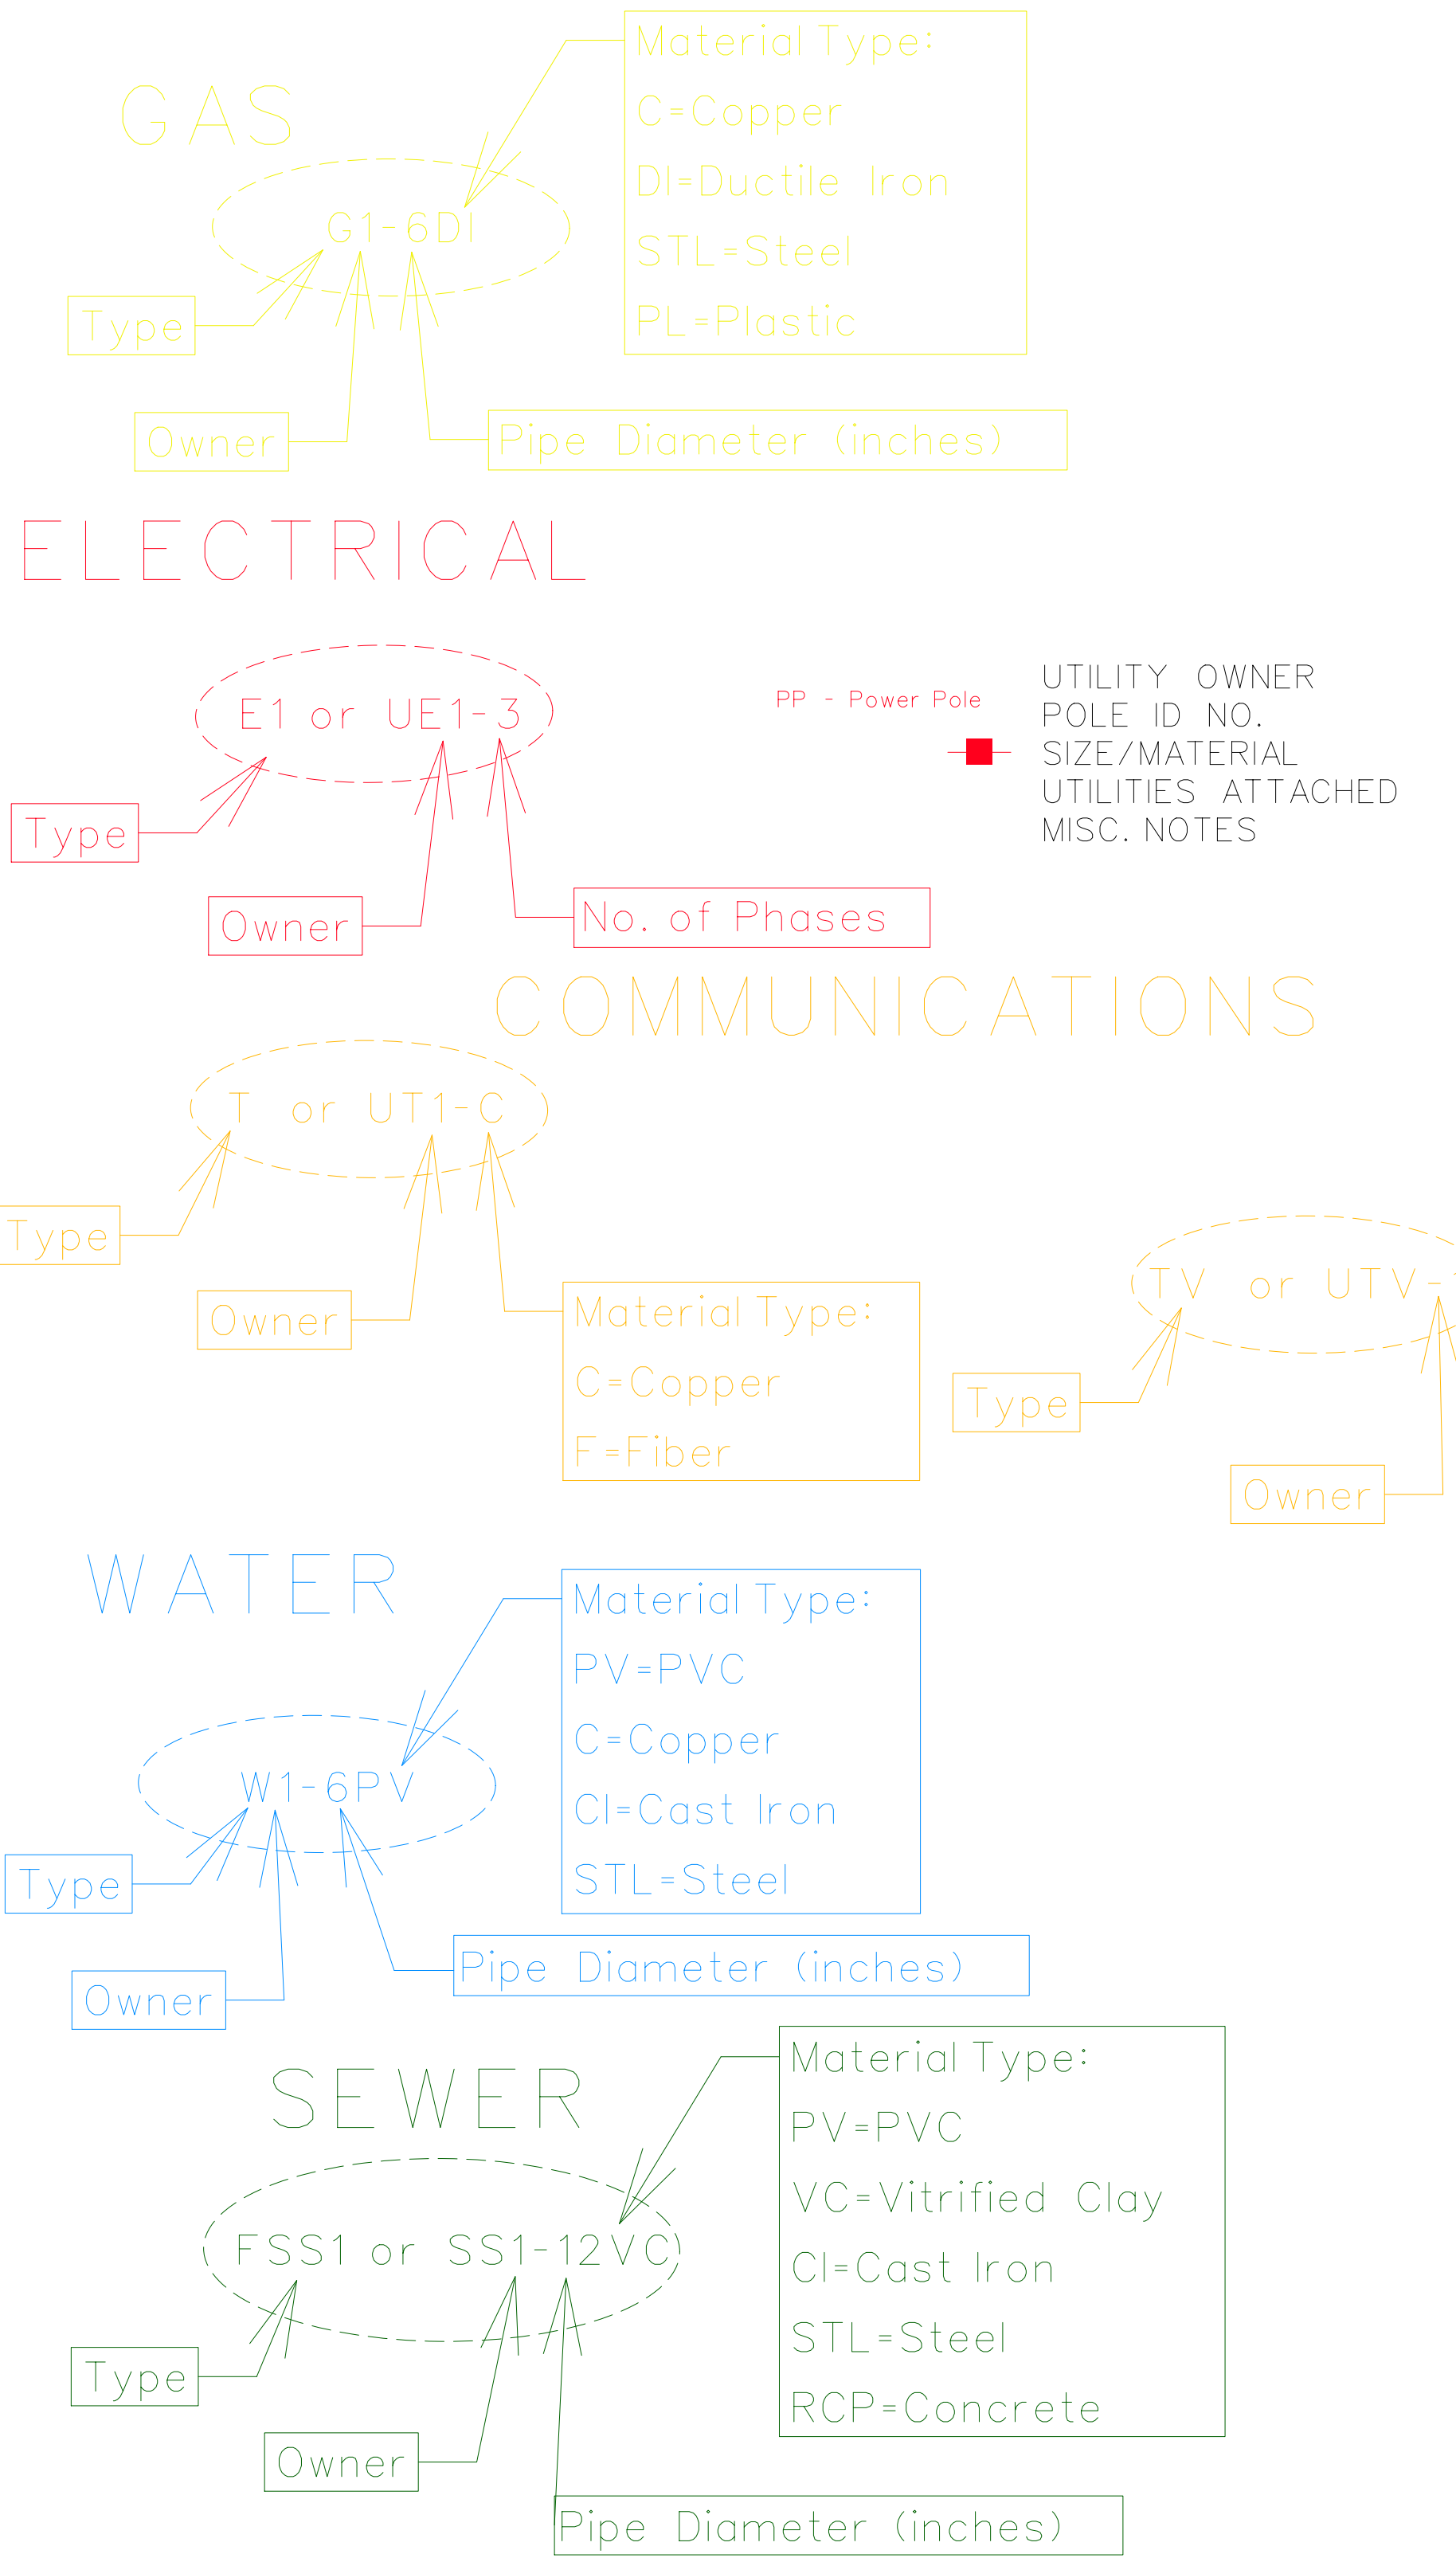 GAS
Material Type:
C=Copper
DI=Ductile Iron
STL=Steel
PL=Plastic
G1-6DI
Type
Owner
Pipe Diameter (inches)
ELECTRICAL
E1 or UE1-3
Type
Owner
No. of Phases
PP - Power Pole
UTILITY OWNER
POLE ID NO.
SIZE/MATERIAL
UTILITIES ATTACHED
MISC. NOTES
COMMUNICATIONS
T or UT1-C
Type
Owner
Material Type:
C=Copper
F=Fiber
TV or UTV-
Type
Owner
WATER
Material Type:
PV=PVC
C=Copper
CI=Cast Iron
STL=Steel
W1-6PV
Type
Owner
Pipe Diameter (inches)
SEWER
Material Type:
PV=PVC
VC=Vitrified Clay
CI=Cast Iron
STL=Steel
RCP=Concrete
FSS1 or SS1-12VC
Type
Owner
Pipe Diameter (inches)